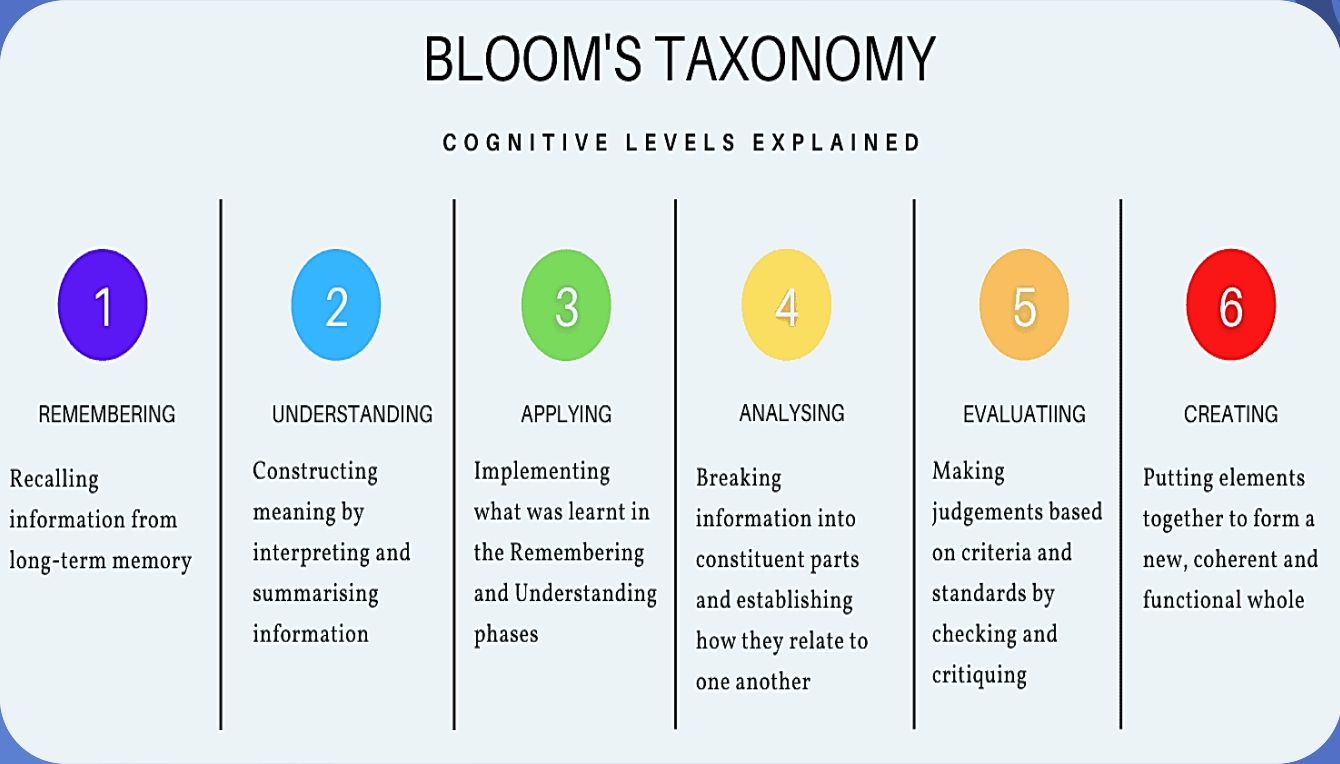 BLOOM'S TAXONOMY
COGNITIVE LEVELS EXPLAINED
1
REMEMBERING
Recalling
information from
long-term memory
2
UNDERSTANDING
Constructing
meaning by
interpreting and
summarising
information
3
APPLYING
Implementing
what was learnt in
the Remembering
and Understanding
phases
4
ANALYSING
Breaking
information into
constituent parts
and establishing
how they relate to
one another
5
EVALUATIING
Making
judgements based
on criteria and
standards by
checking and
critiquing
6
CREATING
Putting elements
together to form a
new, coherent and
functional whole